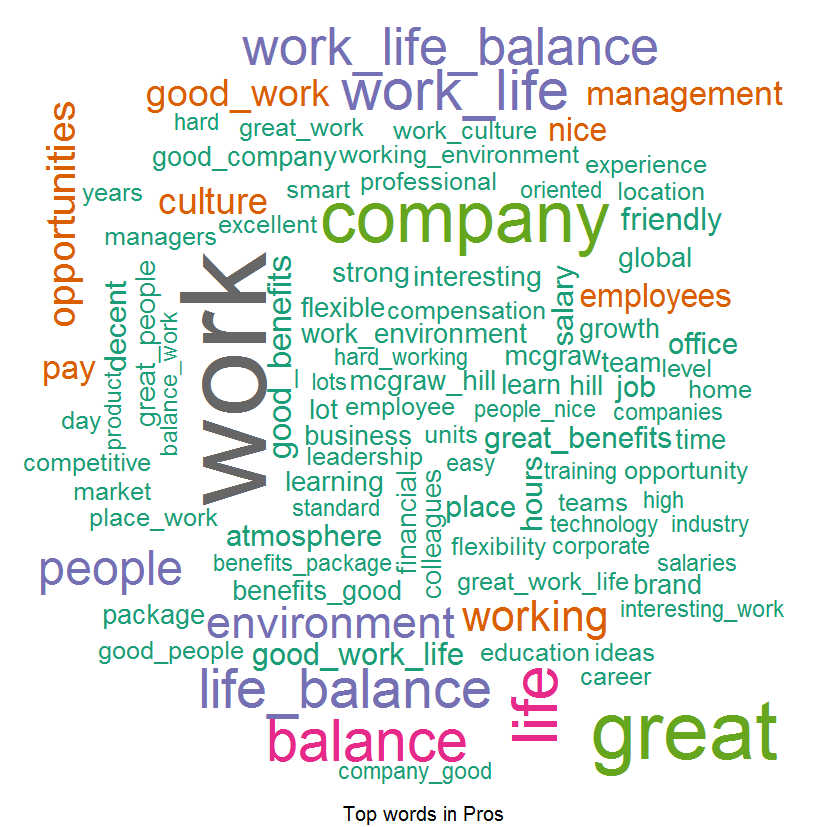 work_life_balance
good_work work_life management
opportunities
hard great_work work_culture nice
good_company working_environment experience
years culture smart professional oriented location
managers excellent company friendly
global
work
good_benefits
strong interesting salary employees
decent
great_people
flexible compensation growth
balance_work
work_environment office
pay product hard_working mcgraw team level
lots mcgraw_hill learn hill job home
day lot employee people_nice companies
business units great_benefits time
competitive leadership easy hours training opportunity
market learning financial colleagues place teams high
place_work standard technology industry
atmosphere flexibility corporate
people benefits_package salaries
benefits_good great_work_life brand
package environment working interesting_work
good_people good_work_life education ideas
life_balance life career
balance great
company_good
Top words in Pros